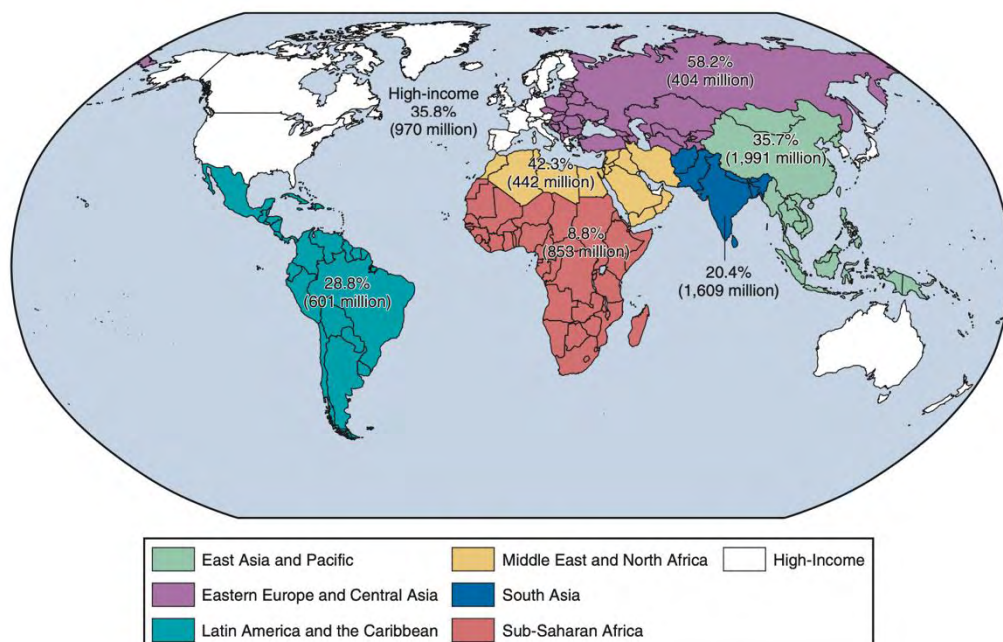 58.2%
(404 million)
High-income
35.8%
(970 million)
35.7%
(1,991 million)
42.3%
(442 million)
8.8%
(853 million)
20.4%
(1,609 million)
28.8%
(601 million)
East Asia and Pacific
Middle East and North Africa
High-Income
Eastern Europe and Central Asia
South Asia
Latin America and the Caribbean
Sub-Saharan Africa